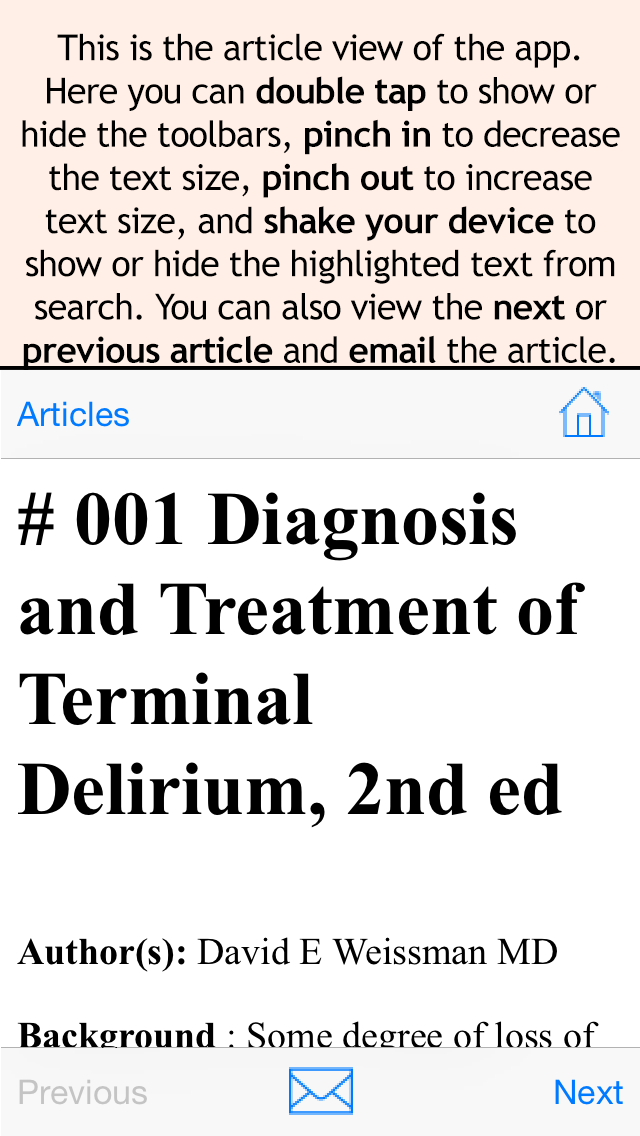 This is the article view of the app.
Here you can double tap to show or
hide the toolbars, pinch in to decrease
the text size, pinch out to increase
text size, and shake your device to
show or hide the highlighted text from
search. You can also view the next or
previous article and email the article.
Articles
# 001 Diagnosis
and Treatment of
Terminal
Delirium, 2nd ed
Author(s): David E Weissman MD
Background : Some degree of loss of
Previous
Next